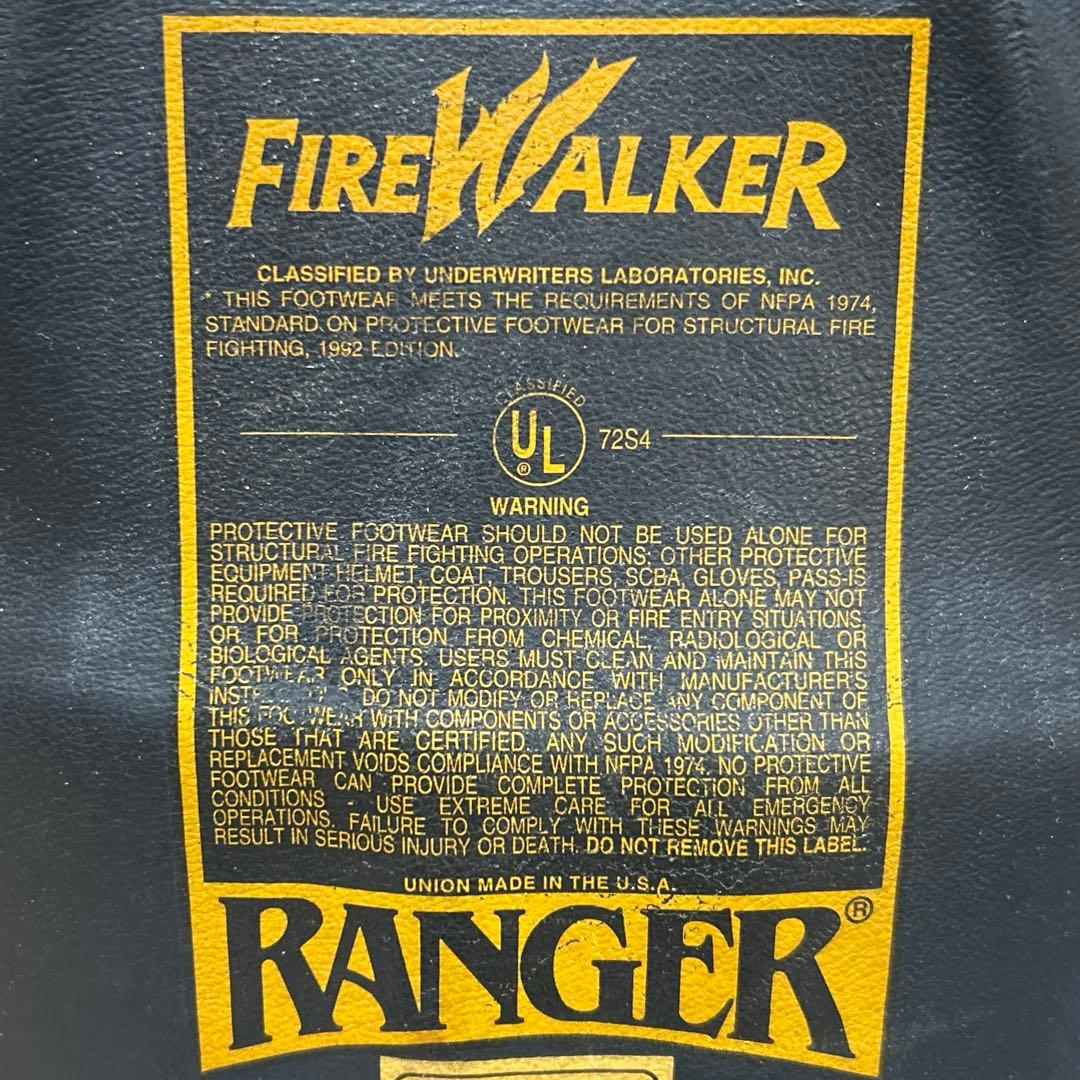 FIREWALKER
CLASSIFIED BY UNDERWRITERS LABORATORIES, INC.
* THIS FOOTWEAR MEETS THE REQUIREMENTS OF NFPA 1974,
STANDARD ON PROTECTIVE FOOTWEAR FOR STRUCTURAL FIRE
FIGHTING, 1992 EDITION.
CLASSIFIED
UL® 72S4
WARNING
PROTECTIVE FOOTWEAR SHOULD NOT BE USED ALONE FOR
STRUCTURAL FIRE FIGHTING OPERATIONS; OTHER PROTECTIVE
EQUIPMENT-HELMET, COAT, TROUSERS, SCBA, GLOVES, PASS-IS
REQUIRED FOR PROTECTION. THIS FOOTWEAR ALONE MAY NOT
PROVIDE PROTECTION FOR PROXIMITY OR FIRE ENTRY SITUATIONS,
OR FOR PROTECTION FROM CHEMICAL, RADIOLOGICAL OR
BIOLOGICAL AGENTS. USERS MUST CLEAN AND MAINTAIN THIS
FOOTWEAR ONLY IN ACCORDANCE WITH MANUFACTURER'S
DO NOT MODIFY OR REPLACE ANY COMPONENT OF
THIS FOOTWEAR WITH COMPONENTS OR ACCESSORIES OTHER THAN
THOSE THAT ARE CERTIFIED. ANY SUCH MODIFICATION OR
REPLACEMENT VOIDS COMPLIANCE WITH NFPA 1974. NO PROTECTIVE
FOOTWEAR CAN PROVIDE COMPLETE PROTECTION FROM ALL
CONDITIONS - USE EXTREME CARE FOR ALL EMERGENCY
OPERATIONS. FAILURE TO COMPLY WITH THESE WARNINGS MAY
RESULT IN SERIOUS INJURY OR DEATH. DO NOT REMOVE THIS LABEL.
UNION MADE IN THE U.S.A.
RANGER®